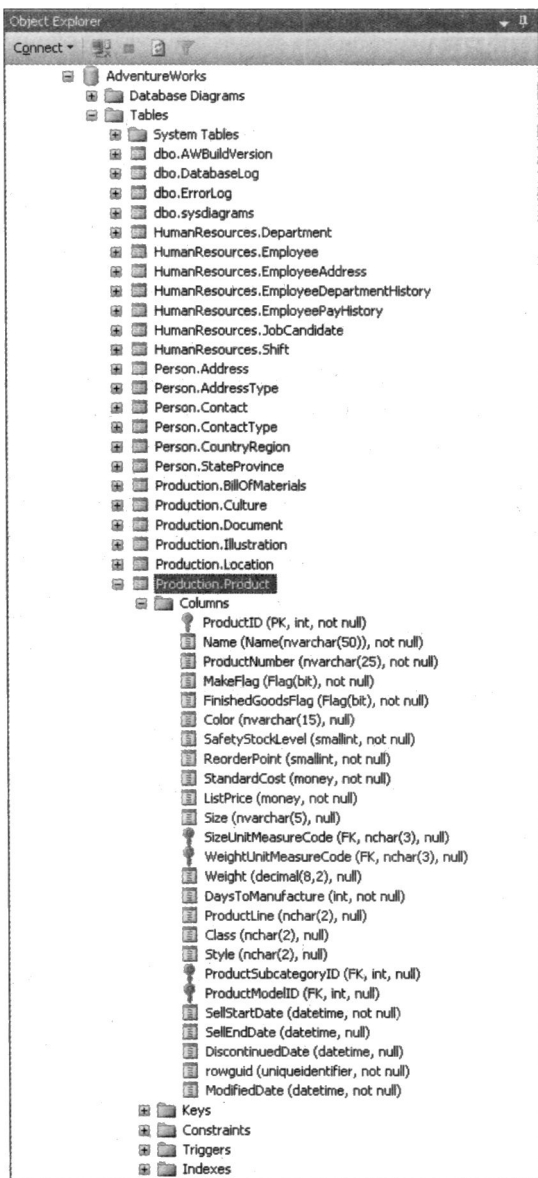 Object Explorer
Connect
AdventureWorks
Database Diagrams
Tables
System Tables
dbo.AWBuildVersion
dbo.DatabaseLog
dbo.ErrorLog
dbo.sysdiagrams
HumanResources.Department
HumanResources.Employee
HumanResources.EmployeeAddress
HumanResources.EmployeeDepartmentHistory
HumanResources.EmployeePayHistory
HumanResources.JobCandidate
HumanResources.Shift
Person.Address
Person.AddressType
Person.Contact
Person.ContactType
Person.CountryRegion
Person.StateProvince
Production.BillOfMaterials
Production.Culture
Production.Document
Production.Illustration
Production.Location
Production.Product
Columns
ProductID (PK, int, not null)
Name (Name(nvarchar(50)), not null)
ProductNumber (nvarchar(25), not null)
MakeFlag (Flag(bit), not null)
FinishedGoodsFlag (Flag(bit), not null)
Color (nvarchar(15), null)
SafetyStockLevel (smallint, not null)
ReorderPoint (smallint, not null)
StandardCost (money, not null)
ListPrice (money, not null)
Size (nvarchar(5), null)
SizeUnitMeasureCode (FK, nchar(3), null)
WeightUnitMeasureCode (FK, nchar(3), null)
Weight (decimal(8,2), null)
DaysToManufacture (int, not null)
ProductLine (nchar(2), null)
Class (nchar(2), null)
Style (nchar(2), null)
ProductSubcategoryID (FK, int, null)
ProductModelID (FK, int, null)
SellStartDate (datetime, not null)
SellEndDate (datetime, null)
DiscontinuedDate (datetime, null)
rowguid (uniqueidentifier, not null)
ModifiedDate (datetime, not null)
Keys
Constraints
Triggers
Indexes